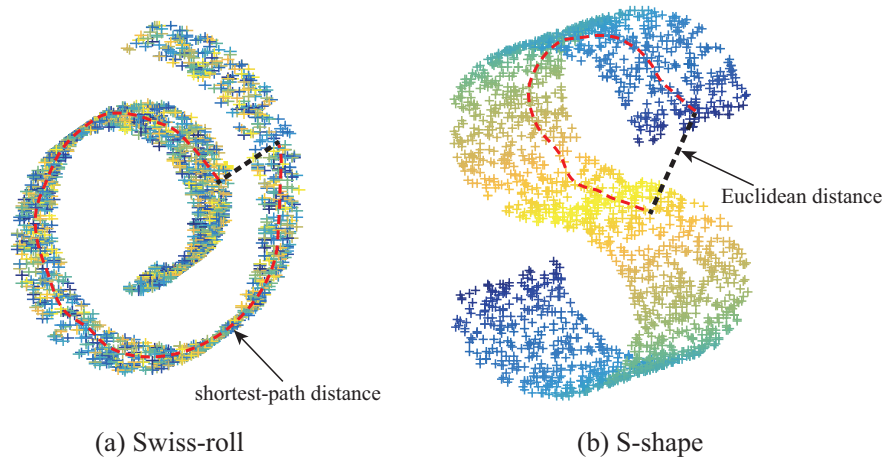 Euclidean distance
shortest-path distance
(a) Swiss-roll
(b) S-shape